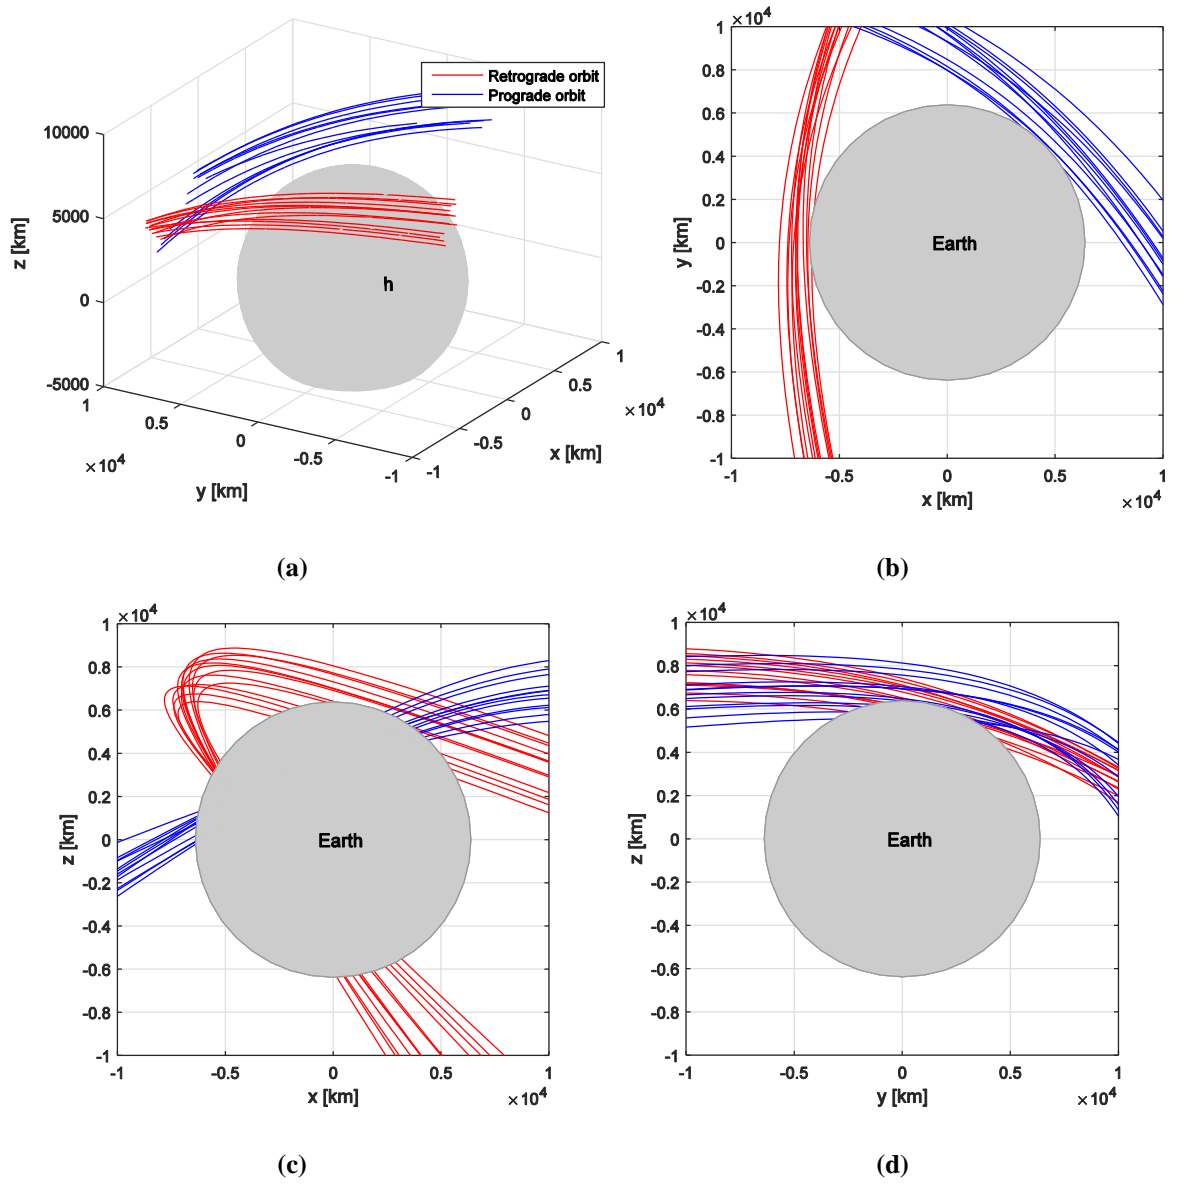 Retrograde orbit
Prograde orbit
10000
5000
0
-5000
z [km]
h
1
0.5
0
-0.5
-1
×10^4
y [km]
-1
-0.5
0
0.5
1
×10^4
x [km]
(a)
×10^4
1
0.8
0.6
0.4
0.2
0
-0.2
-0.4
-0.6
-0.8
-1
y [km]
Earth
-1 -0.5 0 0.5 1
x [km]
×10^4
(b)
×10^4
1
0.8
0.6
0.4
0.2
0
-0.2
-0.4
-0.6
-0.8
-1
z [km]
Earth
-1 -0.5 0 0.5 1
x [km]
×10^4
(c)
×10^4
1
0.8
0.6
0.4
0.2
0
-0.2
-0.4
-0.6
-0.8
-1
z [km]
Earth
-1 -0.5 0 0.5 1
y [km]
×10^4
(d)